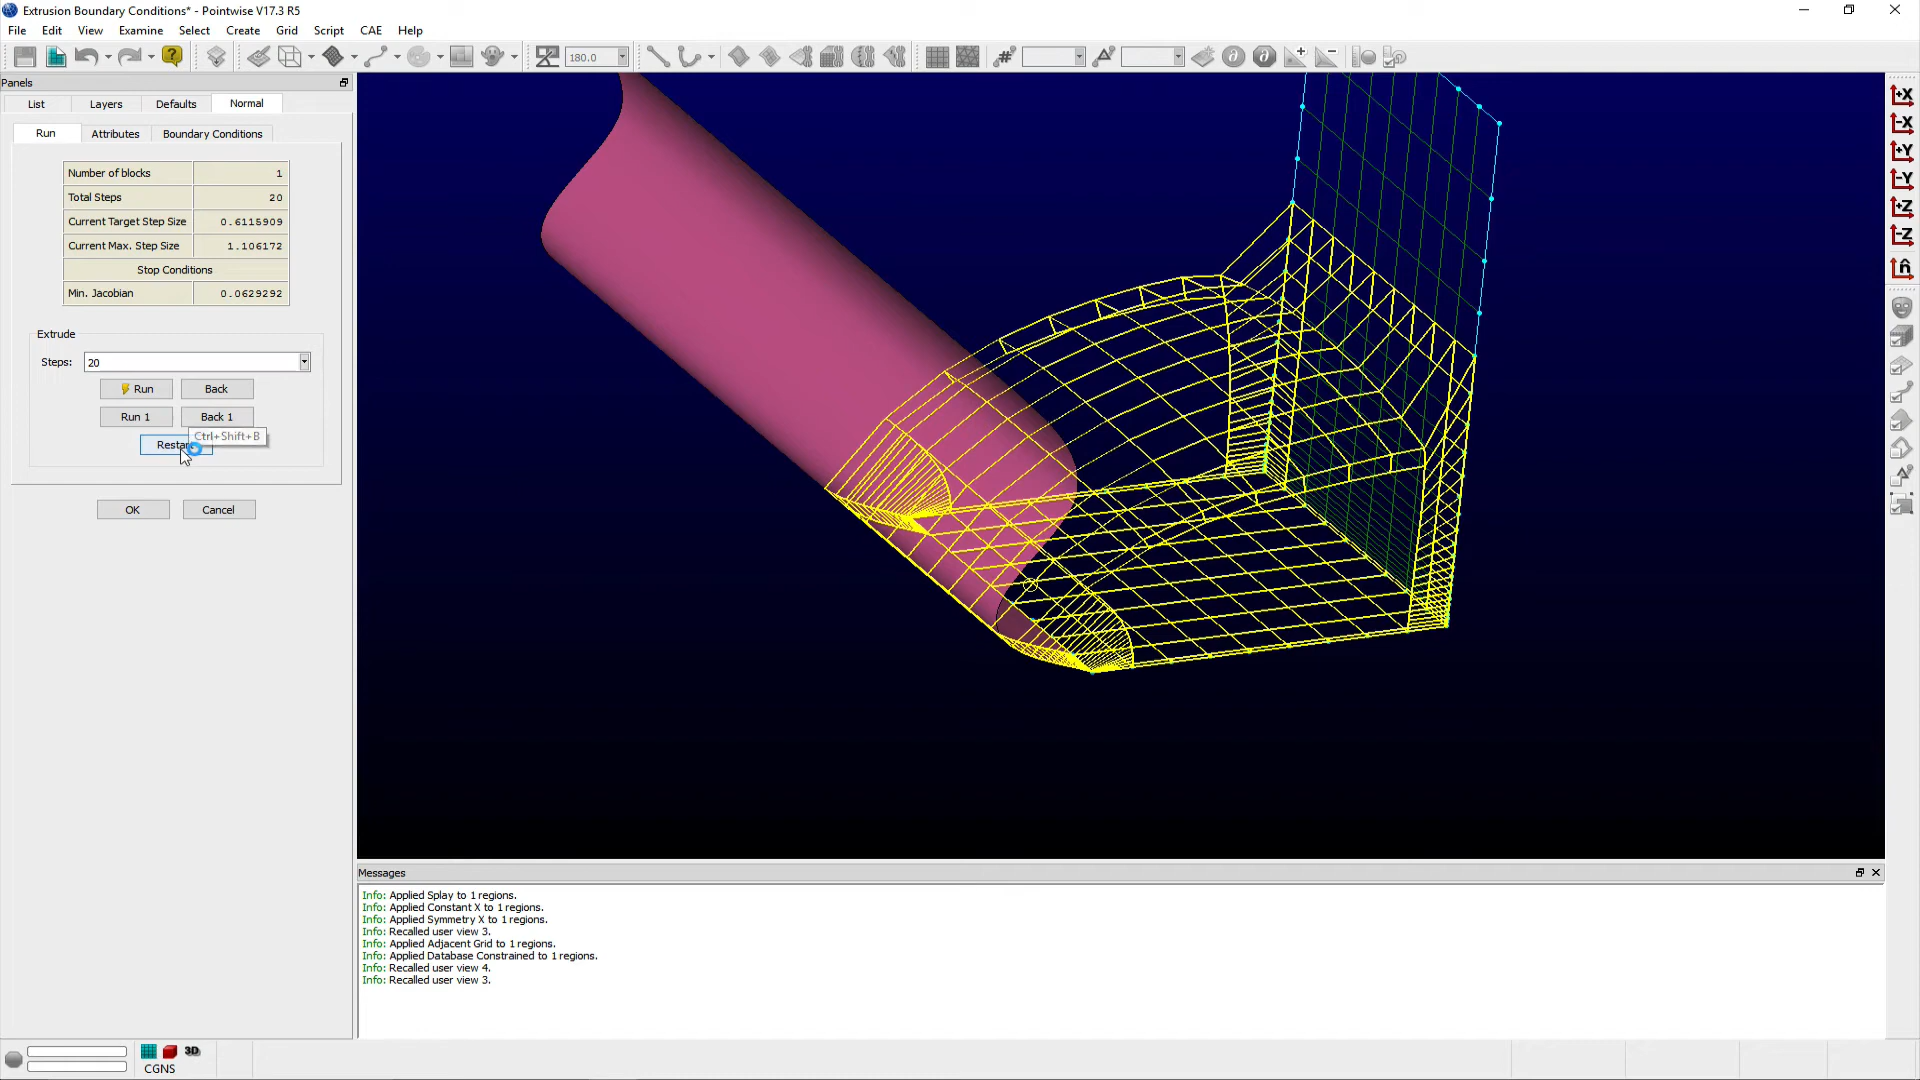 Extrusion Boundary Conditions* - Pointwise V17.3 R5
File Edit View Examine Select Create Grid Script CAE Help
180.0
Panels
List Layers Defaults Normal
Run Attributes Boundary Conditions
Number of blocks 1
Total Steps 20
Current Target Step Size 0.6115909
Current Max. Step Size 1.106172
Stop Conditions
Min. Jacobian 0.0629292
Extrude
Steps: 20
Run Back
Run 1 Back 1
Ctrl+Shift+B
OK Cancel
+X
-X
+Y
-Y
+Z
-Z
n̂
Messages
Info: Applied Splay to 1 regions.
Info: Applied Constant X to 1 regions.
Info: Applied Symmetry X to 1 regions.
Info: Recalled user view 3.
Info: Applied Adjacent Grid to 1 regions.
Info: Applied Database Constrained to 1 regions.
Info: Recalled user view 4.
Info: Recalled user view 3.
3D
CGNS